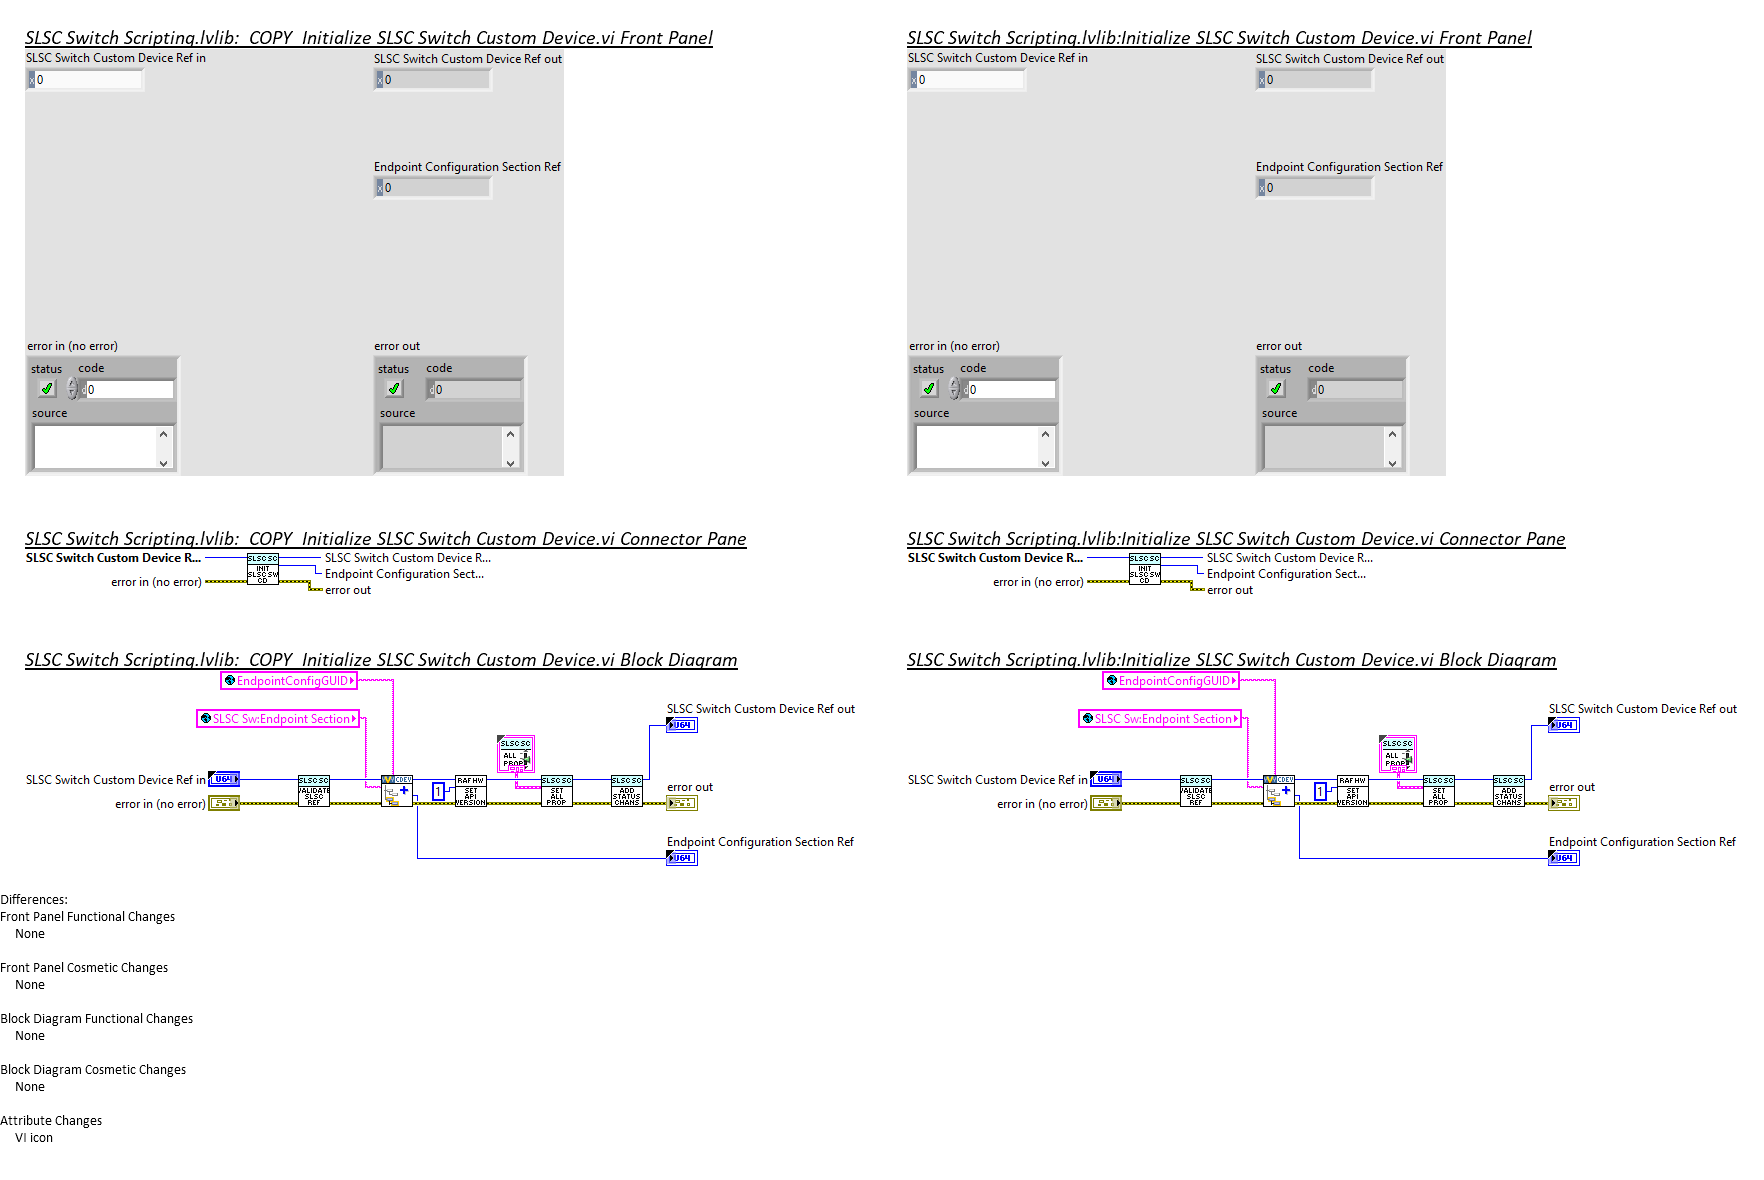 SLSC Switch Scripting.lvlib:  COPY  Initialize SLSC Switch Custom Device.vi Front Panel
SLSC Switch Custom Device Ref in
x 0
SLSC Switch Custom Device Ref out
x 0
Endpoint Configuration Section Ref
x 0
error in (no error)
status
code
d 0
source
error out
status
code
d 0
source
SLSC Switch Scripting.lvlib:Initialize SLSC Switch Custom Device.vi Front Panel
SLSC Switch Custom Device Ref in
x 0
SLSC Switch Custom Device Ref out
x 0
Endpoint Configuration Section Ref
x 0
error in (no error)
status
code
d 0
source
error out
status
code
d 0
source
SLSC Switch Scripting.lvlib:  COPY  Initialize SLSC Switch Custom Device.vi Connector Pane
SLSC Switch Custom Device R...
error in (no error)
SLSC SC
INIT
SLSC SW
CD
SLSC Switch Custom Device R...
Endpoint Configuration Sect...
error out
SLSC Switch Scripting.lvlib:Initialize SLSC Switch Custom Device.vi Connector Pane
SLSC Switch Custom Device R...
error in (no error)
SLSC SC
INIT
SLSC SW
CD
SLSC Switch Custom Device R...
Endpoint Configuration Sect...
error out
SLSC Switch Scripting.lvlib:  COPY  Initialize SLSC Switch Custom Device.vi Block Diagram
EndpointConfigGUID
SLSC Sw:Endpoint Section
SLSC Switch Custom Device Ref in
U64
error in (no error)
SLSC SC
VALIDATE
SLSC
REF
CDEV
1
RAF HW
SET
API
VERSION
SLSC SC
ALL
PROP
SLSC SC
SET
ALL
PROP
SLSC SC
ADD
STATUS
CHANS
SLSC Switch Custom Device Ref out
U64
error out
Endpoint Configuration Section Ref
U64
SLSC Switch Scripting.lvlib:Initialize SLSC Switch Custom Device.vi Block Diagram
EndpointConfigGUID
SLSC Sw:Endpoint Section
SLSC Switch Custom Device Ref in
U64
error in (no error)
SLSC SC
VALIDATE
SLSC
REF
CDEV
1
RAF HW
SET
API
VERSION
SLSC SC
ALL
PROP
SLSC SC
SET
ALL
PROP
SLSC SC
ADD
STATUS
CHANS
SLSC Switch Custom Device Ref out
U64
error out
Endpoint Configuration Section Ref
U64
Differences:
Front Panel Functional Changes
None
Front Panel Cosmetic Changes
None
Block Diagram Functional Changes
None
Block Diagram Cosmetic Changes
None
Attribute Changes
VI icon